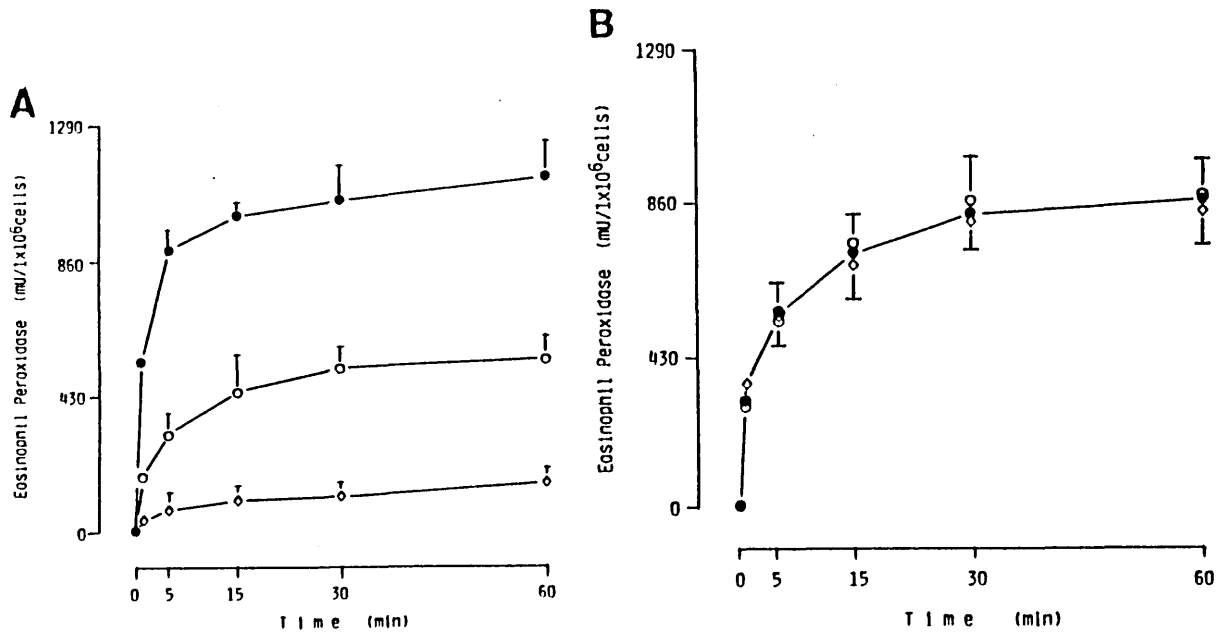 A
1290
860
430
0
Eosinophil Peroxidase (mU/1x10⁶cells)
0 5 15 30 60
Time (min)
B
1290
860
430
0
Eosinophil Peroxidase (mU/1x10⁶cells)
0 5 15 30 60
Time (min)